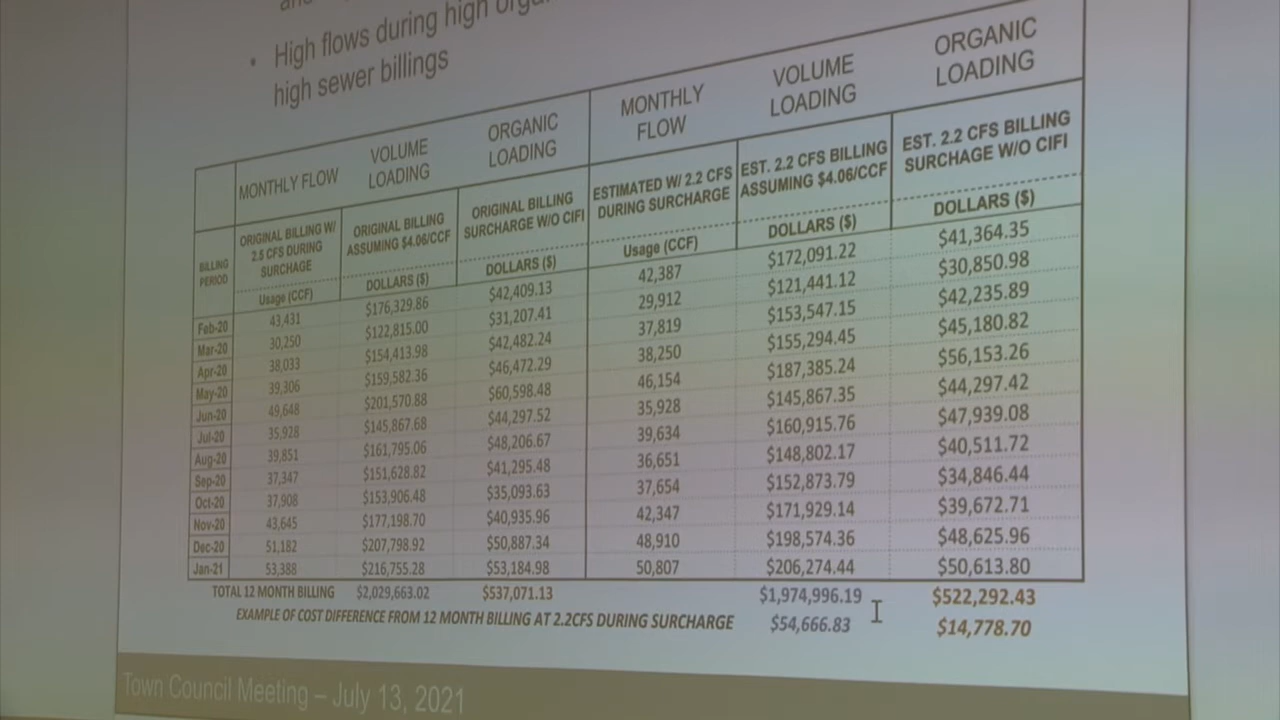 High flows during high
high sewer billings
MONTHLY FLOW VOLUME LOADING ORGANIC LOADING MONTHLY FLOW VOLUME LOADING ORGANIC LOADING
BILLING PERIOD ORIGINAL BILLING W/ 2.5 CFS DURING SURCHAGE ORIGINAL BILLING ASSUMING $4.06/CCF ORIGINAL BILLING SURCHARGE W/O CIFI ESTIMATED W/ 2.2 CFS DURING SURCHARGE EST. 2.2 CFS BILLING ASSUMING $4.06/CCF EST. 2.2 CFS BILLING SURCHAGE W/O CIFI
Usage (CCF) DOLLARS ($) DOLLARS ($) Usage (CCF) DOLLARS ($) DOLLARS ($)
Feb-20 43,431 $176,329.86 $42,409.13 42,387 $172,091.22 $41,364.35
Mar-20 30,250 $122,815.00 $31,207.41 29,912 $121,441.12 $30,850.98
Apr-20 38,033 $154,413.98 $42,482.24 37,819 $153,547.15 $42,235.89
May-20 39,306 $159,582.36 $46,472.29 38,250 $155,294.45 $45,180.82
Jun-20 49,648 $201,570.88 $60,598.48 46,154 $187,385.24 $56,153.26
Jul-20 35,928 $145,867.68 $44,297.52 35,928 $145,867.35 $44,297.42
Aug-20 39,851 $161,795.06 $48,206.67 39,634 $160,915.76 $47,939.08
Sep-20 37,347 $151,628.82 $41,295.48 36,651 $148,802.17 $40,511.72
Oct-20 37,908 $153,906.48 $35,093.63 37,654 $152,873.79 $34,846.44
Nov-20 43,645 $177,198.70 $40,935.96 42,347 $171,929.14 $39,672.71
Dec-20 51,182 $207,798.92 $50,887.34 48,910 $198,574.36 $48,625.96
Jan-21 53,388 $216,755.28 $53,184.98 50,807 $206,274.44 $50,613.80
TOTAL 12 MONTH BILLING $2,029,663.02 $537,071.13 $1,974,996.19 $522,292.43
EXAMPLE OF COST DIFFERENCE FROM 12 MONTH BILLING AT 2.2CFS DURING SURCHARGE $54,666.83 $14,778.70
Town Council Meeting – July 13, 2021